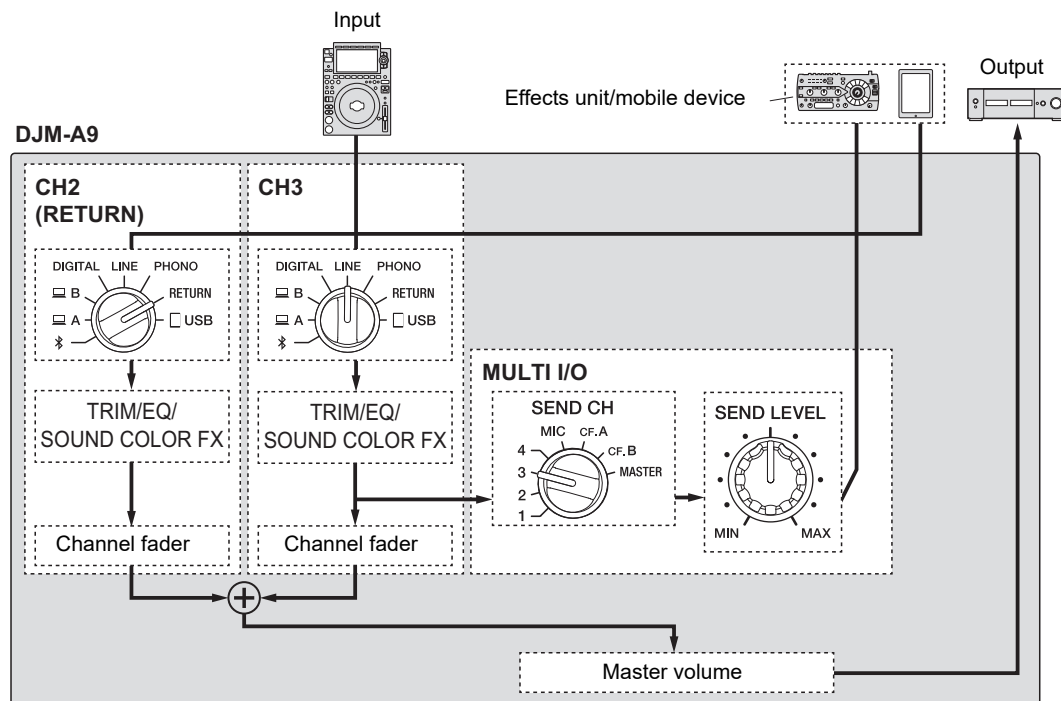 Input
Effects unit/mobile device
Output
DJM-A9
CH2
(RETURN)
DIGITAL LINE PHONO
B RETURN
A USB
TRIM/EQ/
SOUND COLOR FX
Channel fader
CH3
DIGITAL LINE PHONO
B RETURN
A USB
TRIM/EQ/
SOUND COLOR FX
Channel fader
MULTI I/O
SEND CH
MIC CF.A
4 CF.B
3 MASTER
2
1
SEND LEVEL
MIN MAX
Master volume